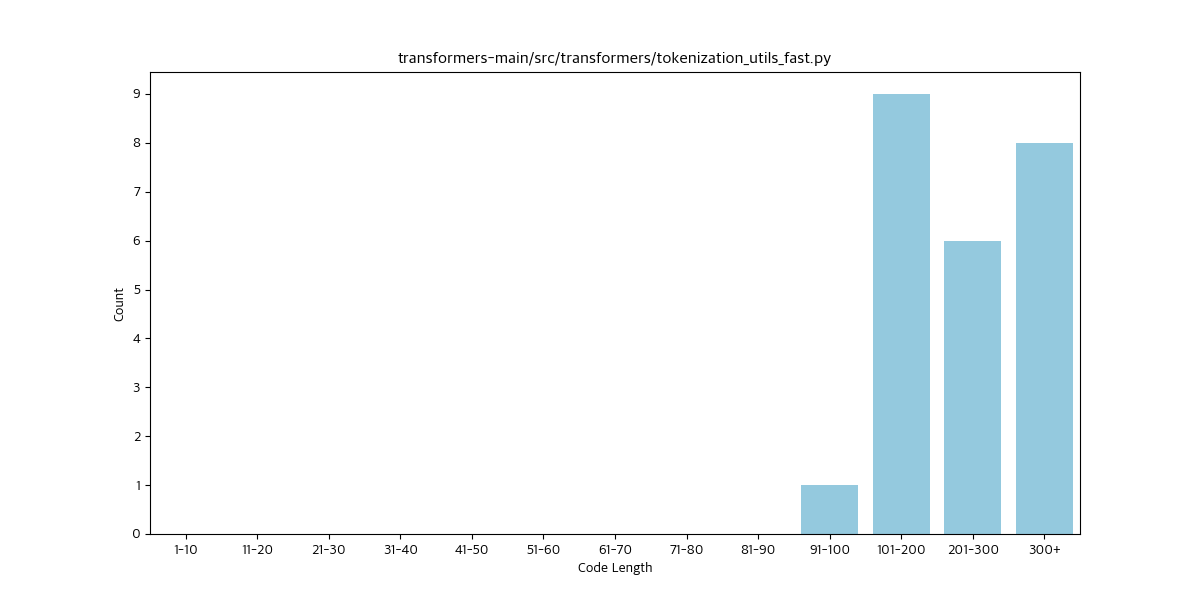 transformers-main/src/transformers/tokenization_utils_fast.py
9
8
7
6
5
4
3
2
1
0
Count
1-10 11-20 21-30 31-40 41-50 51-60 61-70 71-80 81-90 91-100 101-200 201-300 300+
Code Length